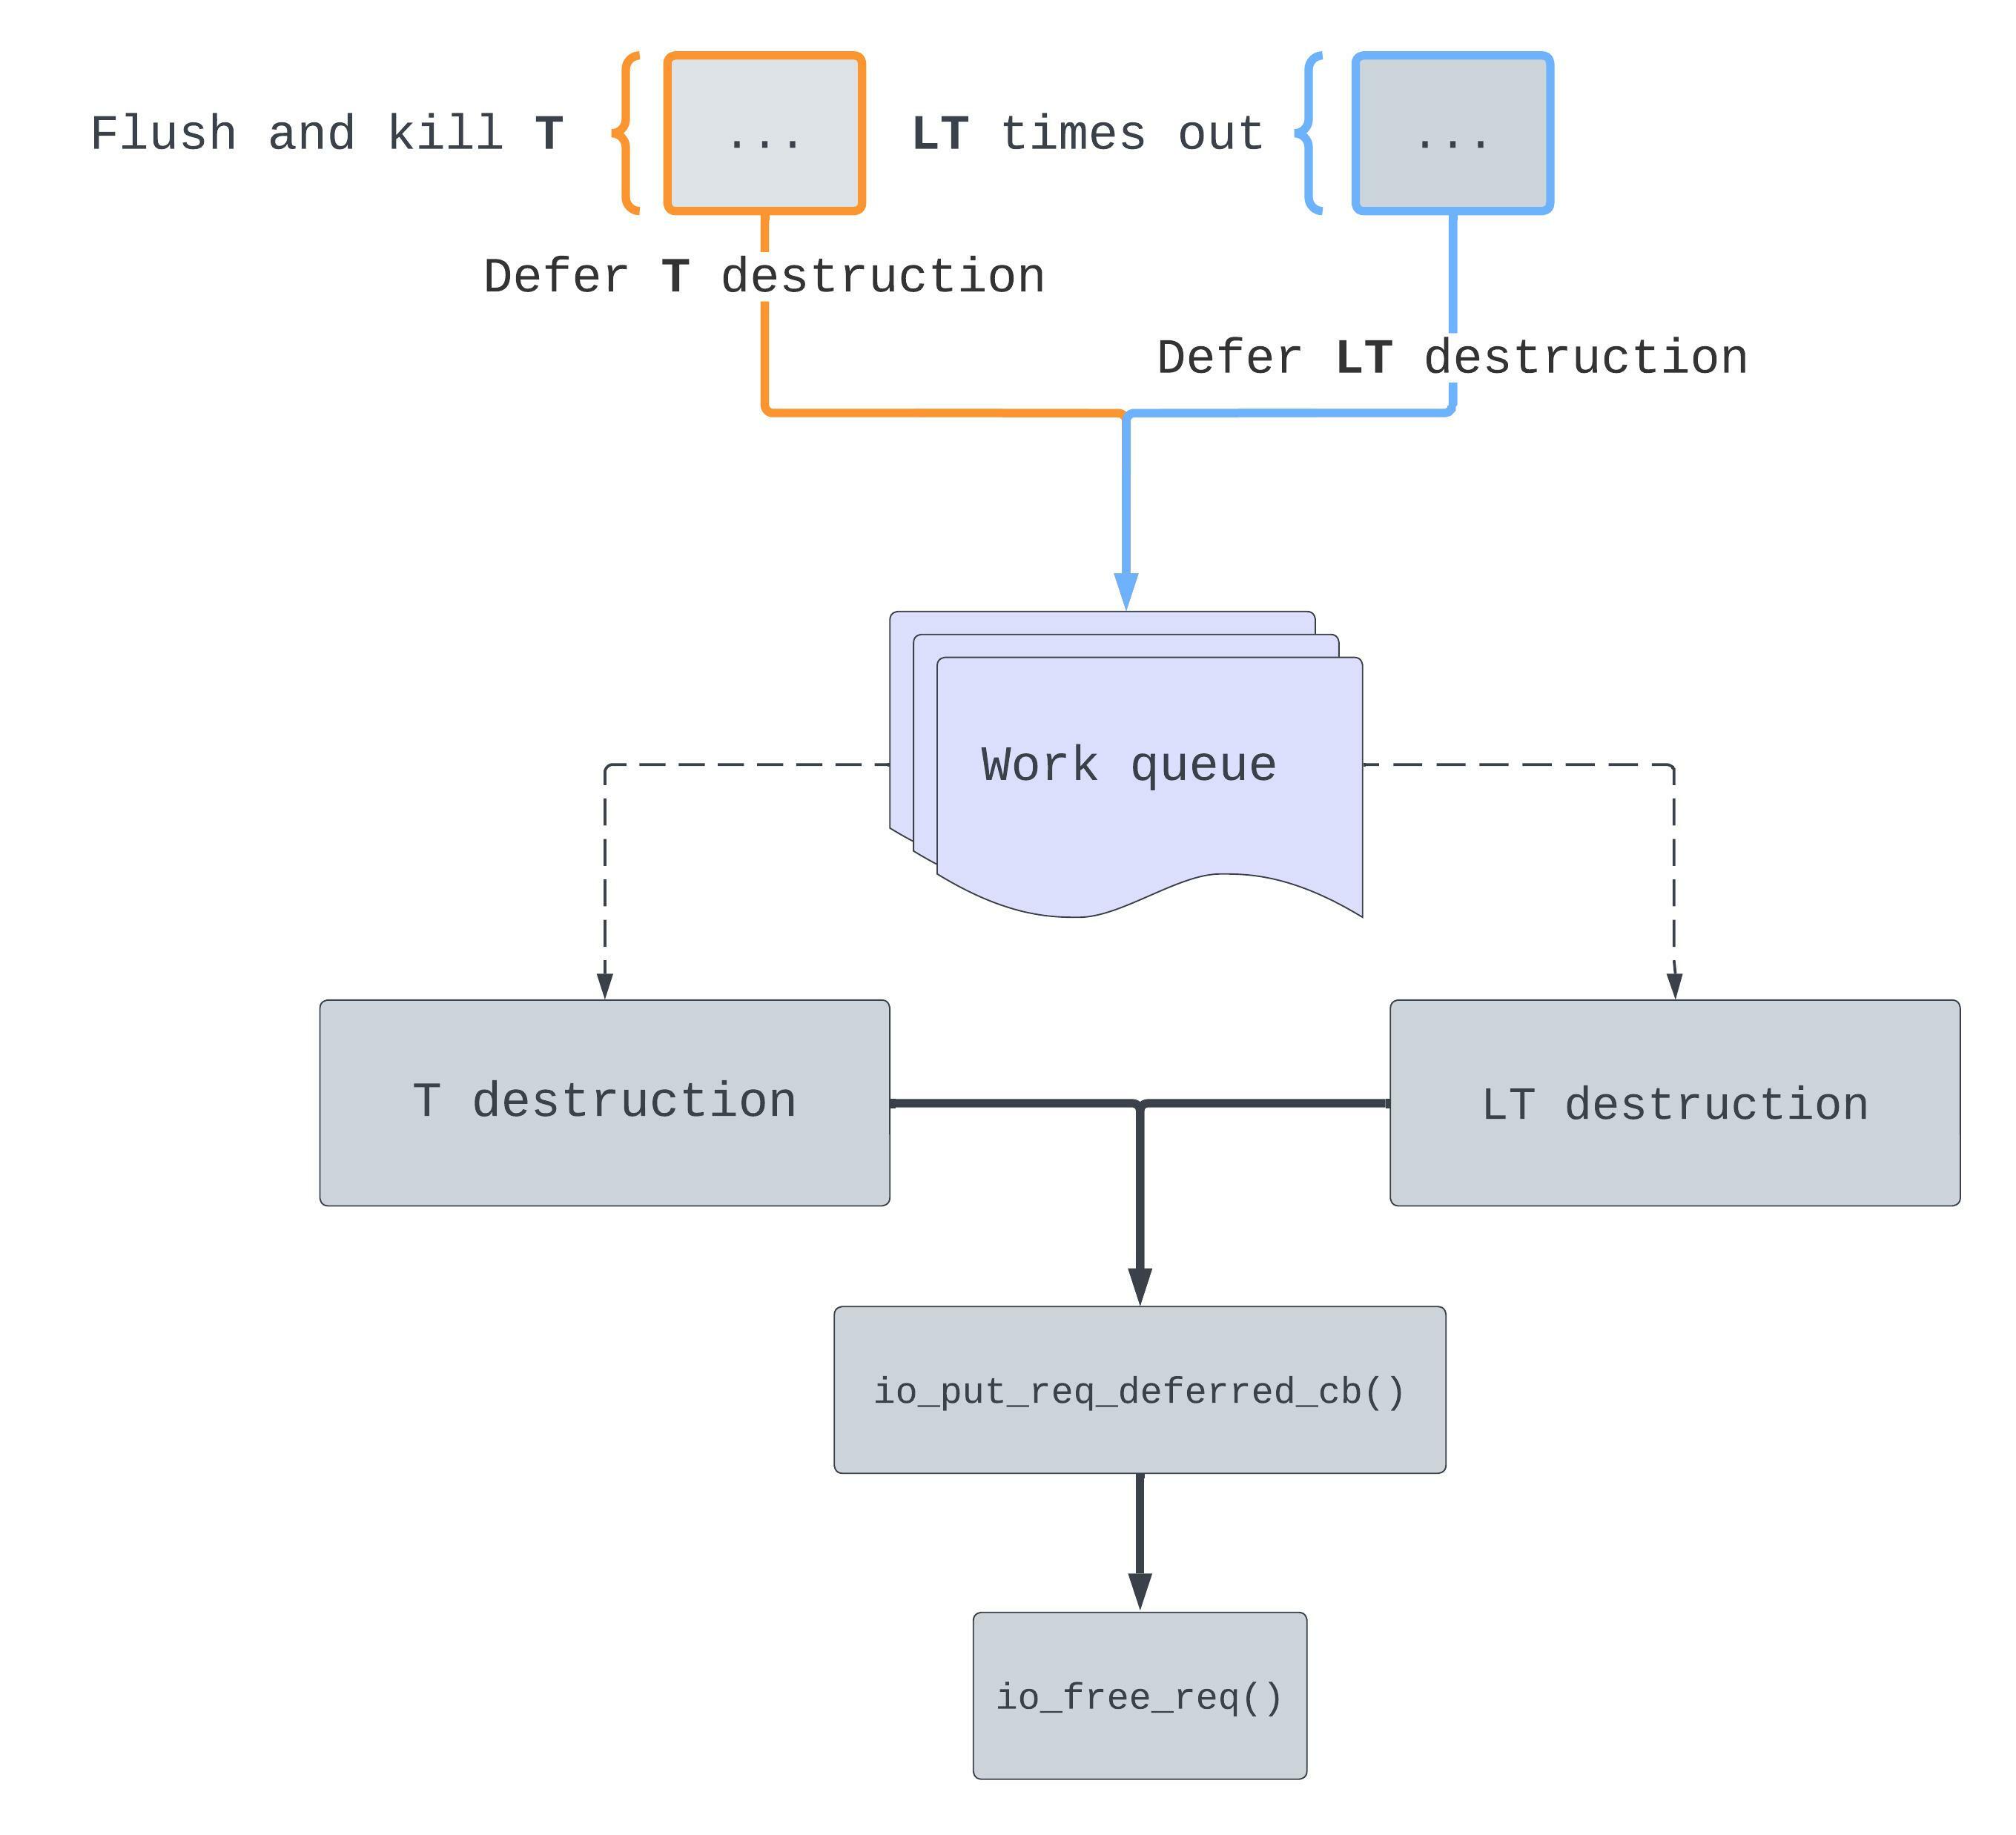 Flush and kill T
...
LT times out
...
Defer T destruction
Defer LT destruction
Work queue
T destruction
LT destruction
io_put_req_deferred_cb()
io_free_req()